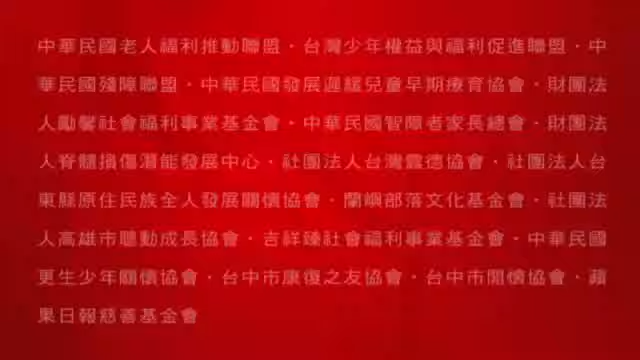 中華民國老人福利推動聯盟・台灣少年權益與福利促進聯盟・中
華民國殘障聯盟・中華民國發展遲緩兒童早期療育協會・財團法
人勵馨社會福利事業基金會・中華民國智障者家長總會・財團法
人脊髓損傷潛能發展中心・社團法人台灣露德協會・社團法人台
東縣原住民族全人發展關懷協會・蘭嶼部落文化基金會・社團法
人高雄市聽動成長協會・吉祥臻社會福利事業基金會・中華民國
更生少年關懷協會・台中市康復之友協會・台中市開懷協會・蘋
果日報慈善基金會